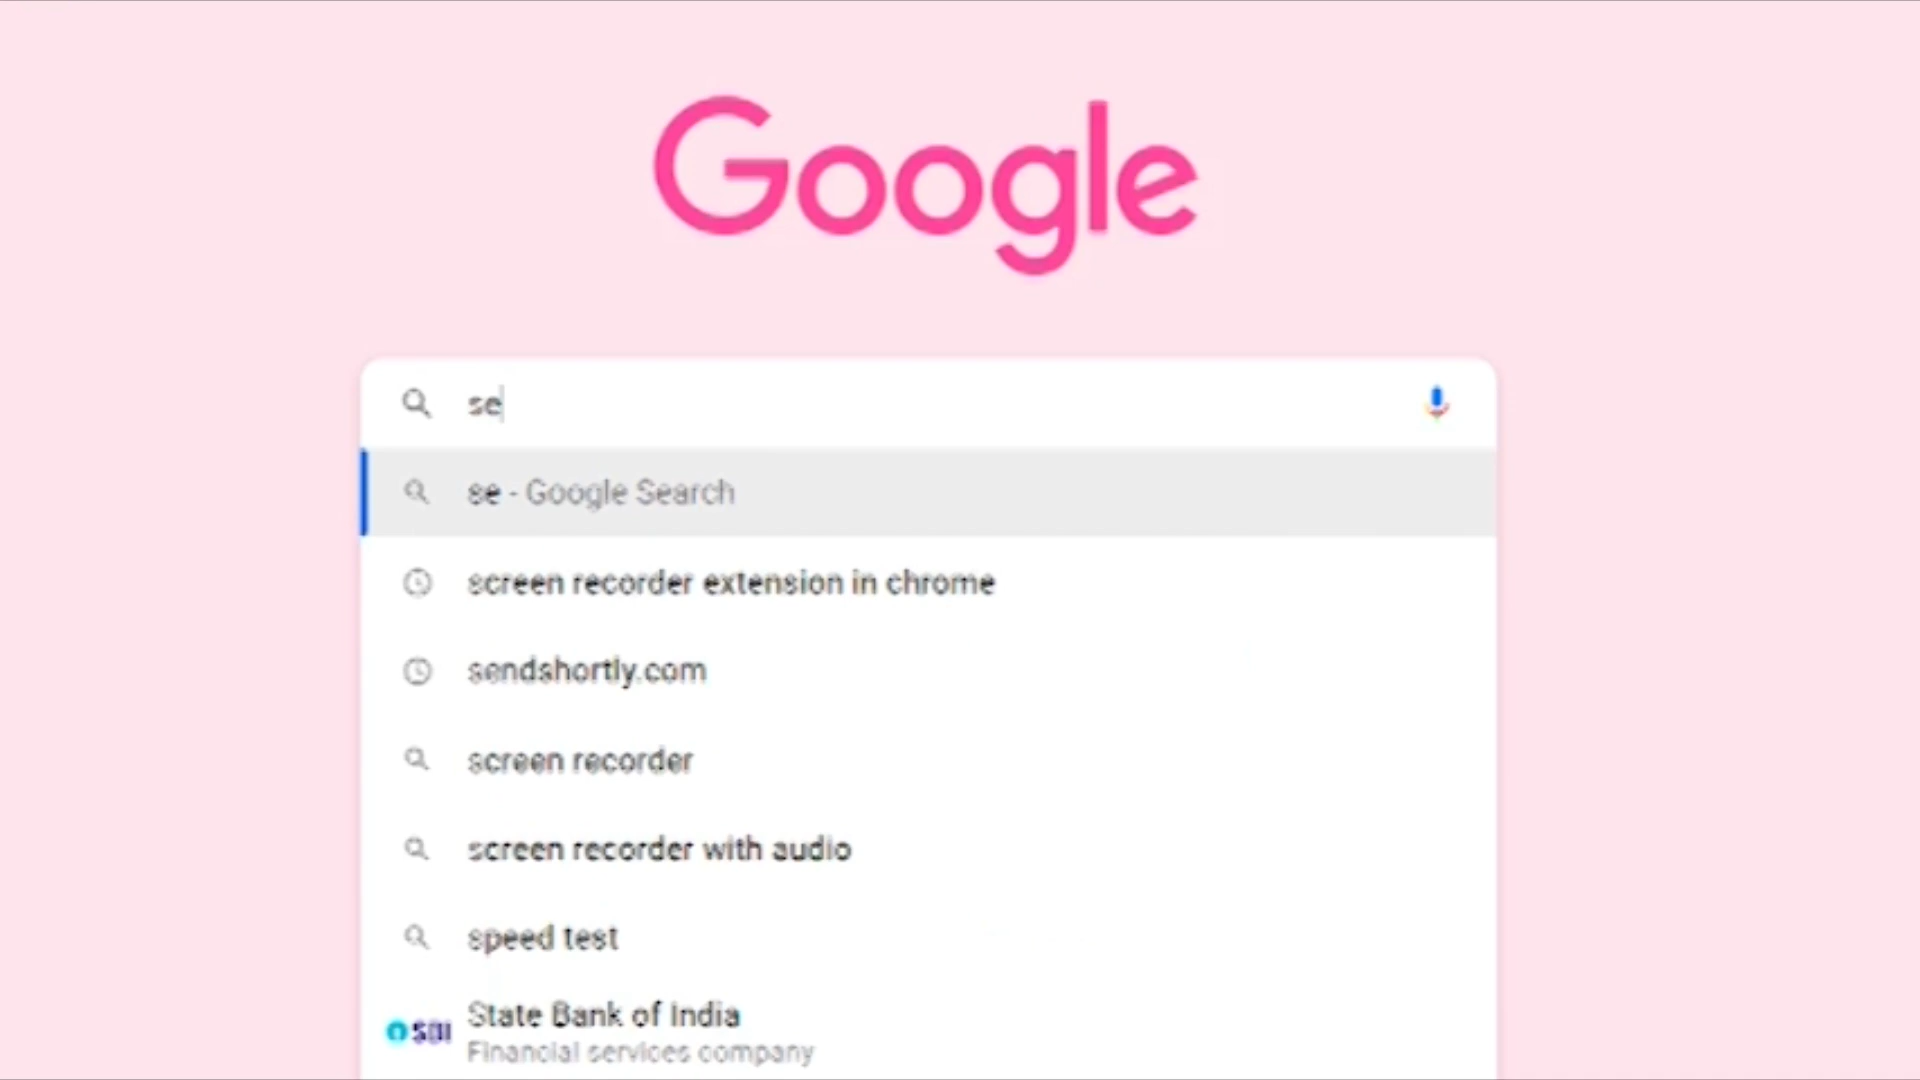 Google
se
se - Google Search
screen recorder extension in chrome
sendshortly.com
screen recorder
screen recorder with audio
speed test
SBI
State Bank of India
Financial services company